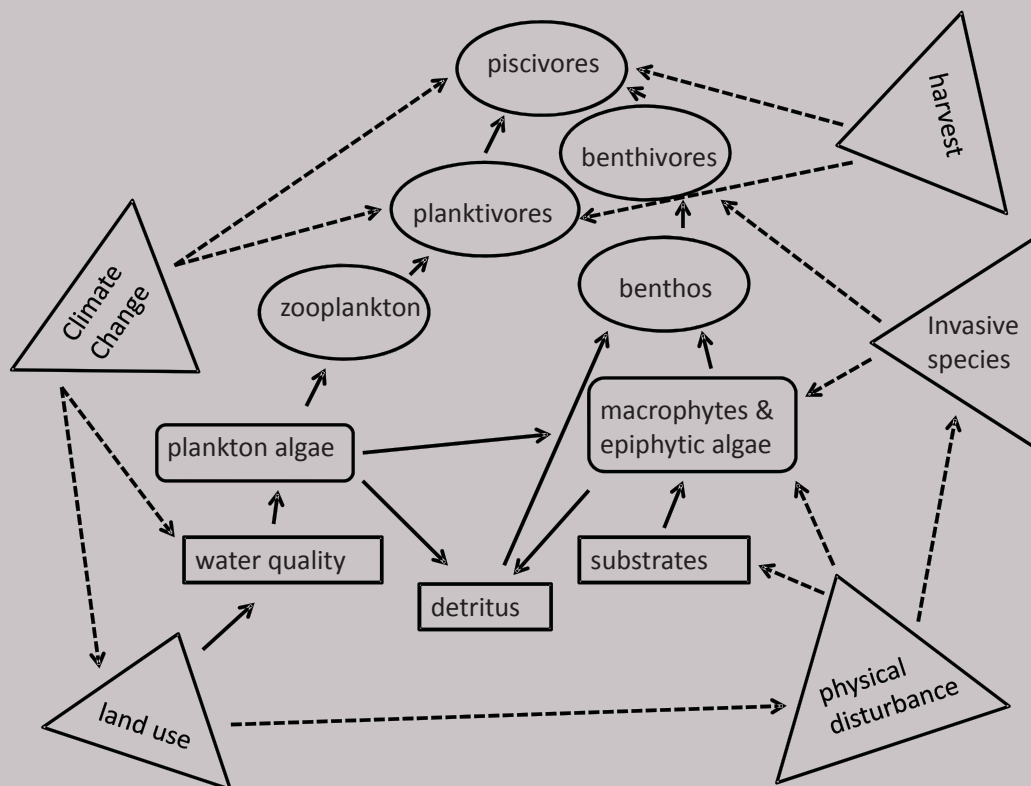 piscivores
harvest
benthivores
planktivores
Climate
Change
zooplankton
benthos
Invasive
species
macrophytes &
epiphytic algae
plankton algae
water quality
substrates
detritus
land use
physical
disturbance